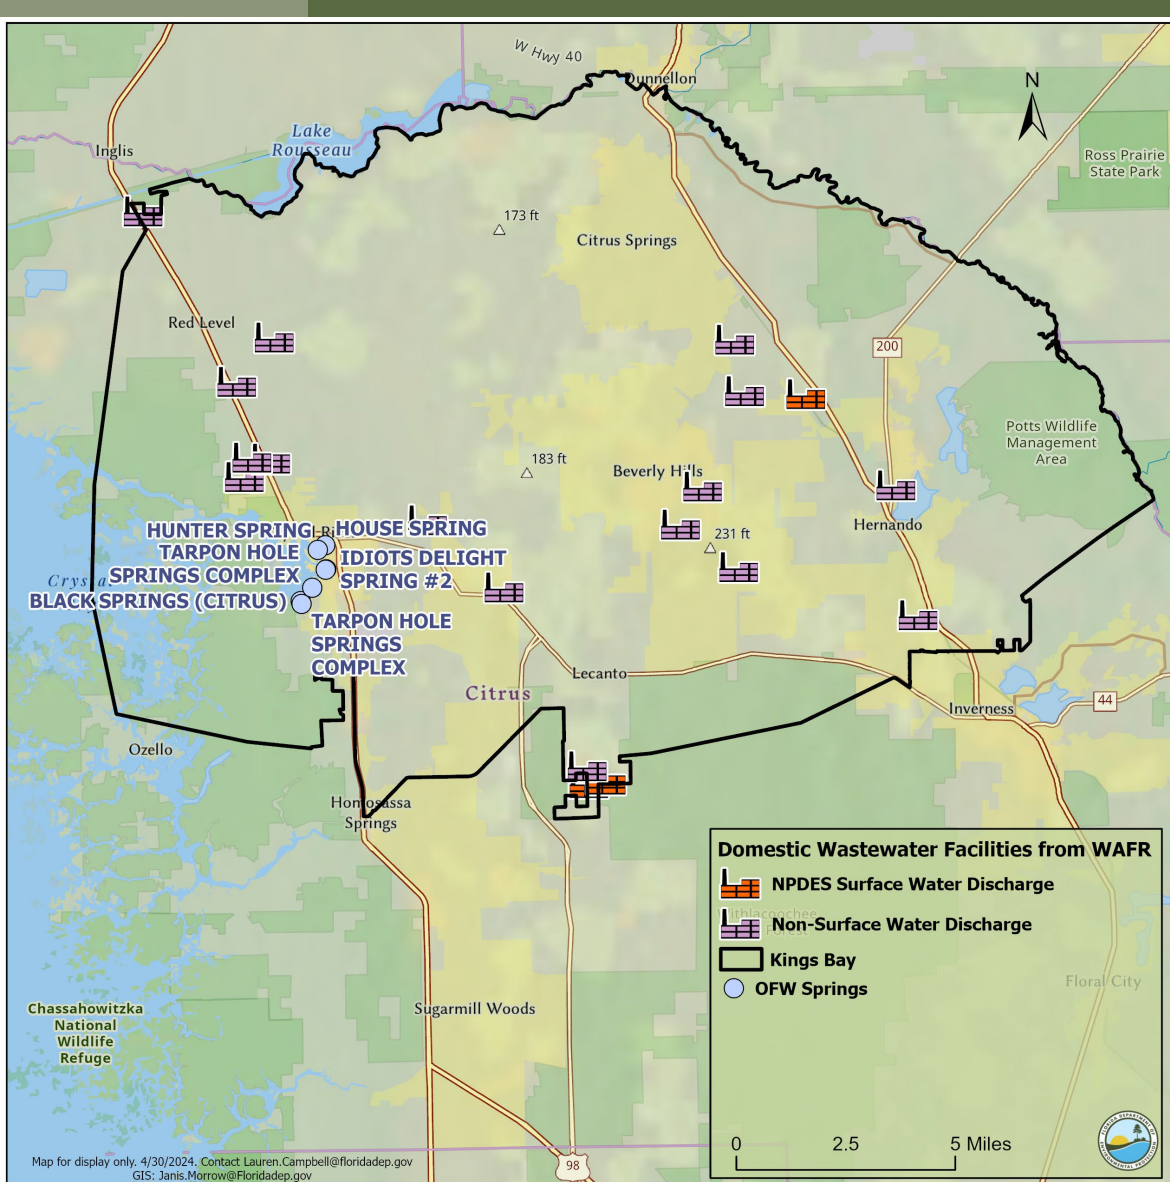 W Hwy 40
Dunnellon
N
Lake
Rousseau
Inglis
Ross Prairie
State Park
173 ft
Citrus Springs
Red Level
200
Potts Wildlife
Management
Area
183 ft
Beverly Hills
HUNTER SPRING
HOUSE SPRING
TARPON HOLE
SPRINGS COMPLEX
IDIOTS DELIGHT
SPRING #2
BLACK SPRINGS (CITRUS)
TARPON HOLE
SPRINGS
COMPLEX
231 ft
Hernando
Lecanto
Citrus
Inverness
44
Ozello
Homosassa
Springs
Domestic Wastewater Facilities from WAFR
NPDES Surface Water Discharge
Non-Surface Water Discharge
Kings Bay
OFW Springs
Floral City
Sugarmill Woods
Chassahowitzka
National
Wildlife
Refuge
0 2.5 5 Miles
98
Map for display only. 4/30/2024. Contact Lauren.Campbell@floridadep.gov
GIS: Janis.Morrow@Floridadep.gov